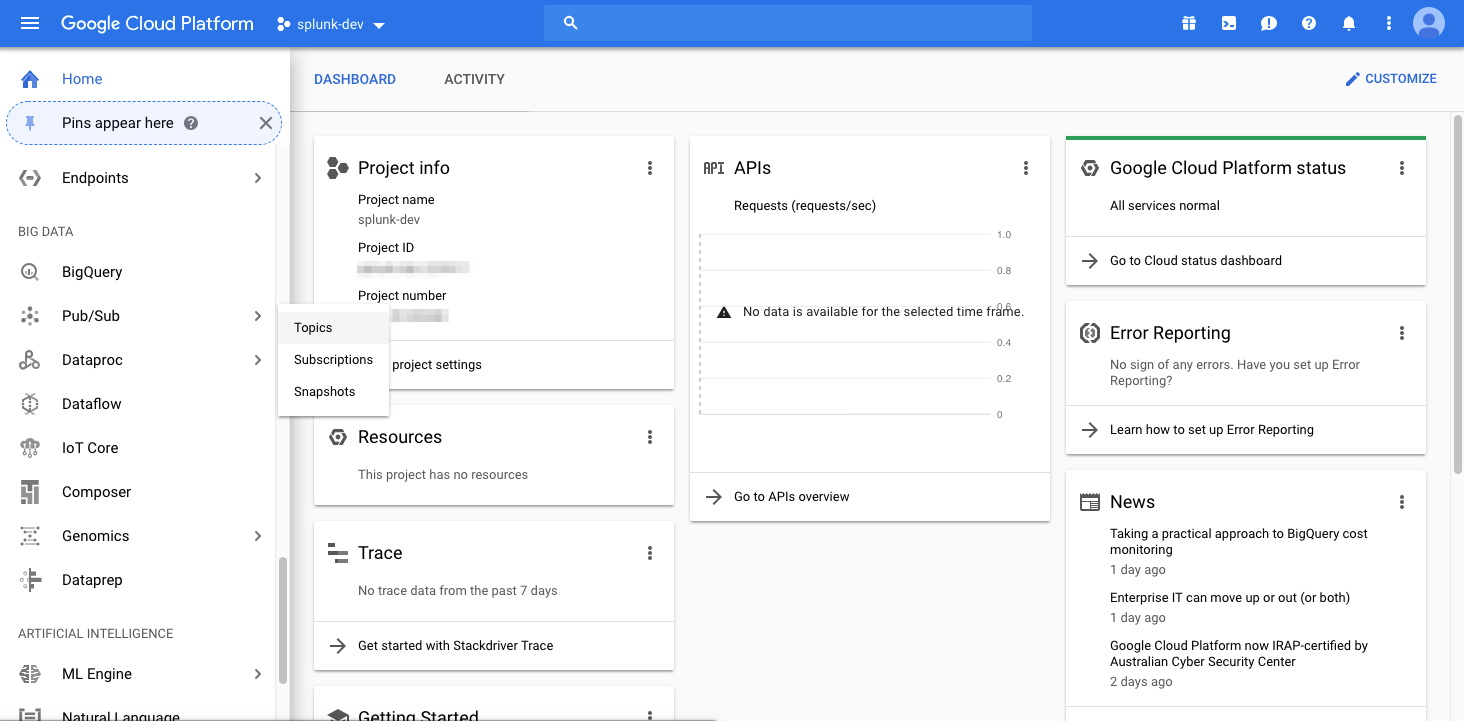 Google Cloud Platform
splunk-dev
Home
Pins appear here
Endpoints
BIG DATA
BigQuery
Pub/Sub
Dataproc
Dataflow
IoT Core
Composer
Genomics
Dataprep
ARTIFICIAL INTELLIGENCE
ML Engine
Natural Language
Topics
Subscriptions
Snapshots
DASHBOARD
ACTIVITY
CUSTOMIZE
Project info
Project name
splunk-dev
Project ID
Project number
project settings
Resources
This project has no resources
Trace
No trace data from the past 7 days
Get started with Stackdriver Trace
Getting Started
API APIs
Requests (requests/sec)
1.0
0.8
0.6
No data is available for the selected time frame.
0.4
0.2
0
Go to APIs overview
Google Cloud Platform status
All services normal
Go to Cloud status dashboard
Error Reporting
No sign of any errors. Have you set up Error
Reporting?
Learn how to set up Error Reporting
News
Taking a practical approach to BigQuery cost
monitoring
1 day ago
Enterprise IT can move up or out (or both)
1 day ago
Google Cloud Platform now IRAP-certified by
Australian Cyber Security Center
2 days ago